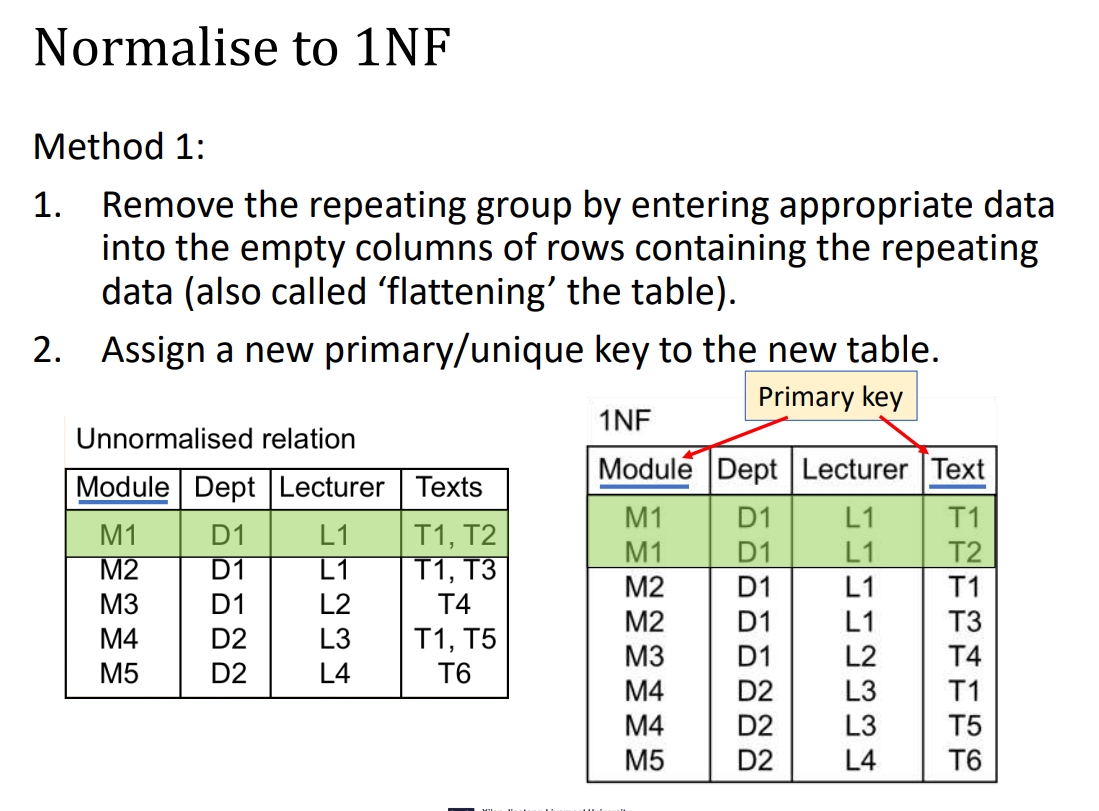 Normalise to 1NF
Method 1:
1. Remove the repeating group by entering appropriate data
into the empty columns of rows containing the repeating
data (also called ‘flattening’ the table).
2. Assign a new primary/unique key to the new table.
Primary key
Unnormalised relation
Module Dept Lecturer Texts
M1 D1 L1 T1, T2
M2 D1 L1 T1, T3
M3 D1 L2 T4
M4 D2 L3 T1, T5
M5 D2 L4 T6
1NF
Module Dept Lecturer Text
M1 D1 L1 T1
M1 D1 L1 T2
M2 D1 L1 T1
M2 D1 L1 T3
M3 D1 L2 T4
M4 D2 L3 T1
M4 D2 L3 T5
M5 D2 L4 T6